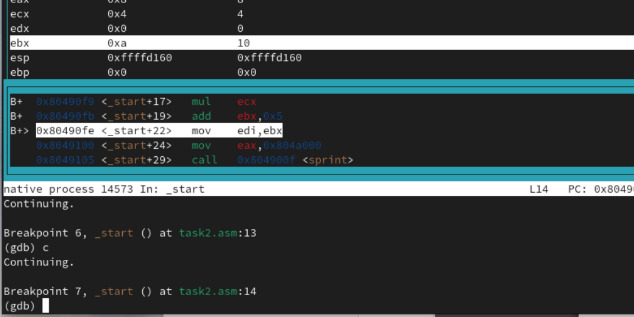 eax 0x8 8
ecx 0x4 4
edx 0x0 0
ebx 0xa 10
esp 0xffffd160 0xffffd160
ebp 0x0 0x0
B+ 0x80490f9 <_start+17> mul ecx
B+ 0x80490fb <_start+19> add ebx,0x5
B+> 0x80490fe <_start+22> mov edi,ebx
0x8049100 <_start+24> mov eax,0x804a000
0x8049105 <_start+29> call 0x804900f <sprint>
native process 14573 In: _start L14 PC: 0x8049
Continuing.
Breakpoint 6, _start () at task2.asm:13
(gdb) c
Continuing.
Breakpoint 7, _start () at task2.asm:14
(gdb)